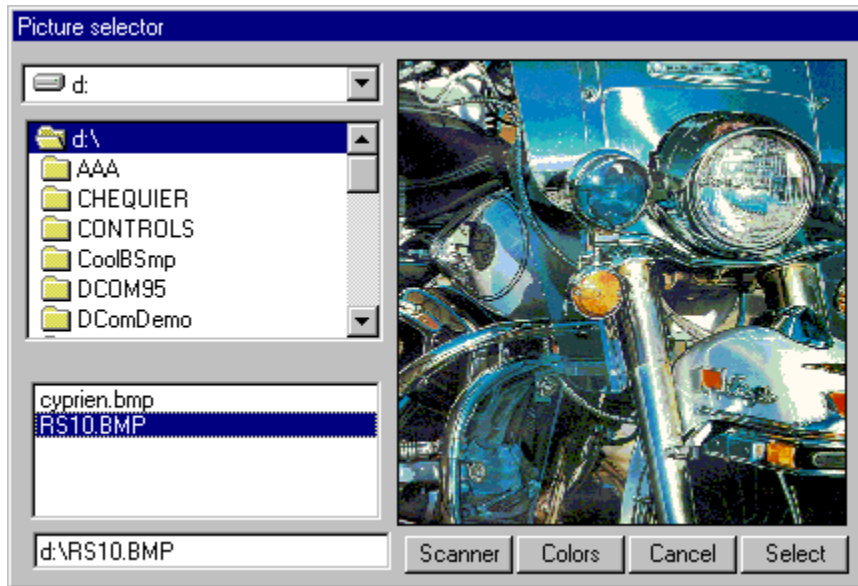 Picture selector
d:
d:\
AAA
CHEQUIER
CONTROLS
CoolBSmp
DCOM95
DComDemo
cyprien.bmp
RS10.BMP
d:\RS10.BMP
Scanner Colors Cancel Select